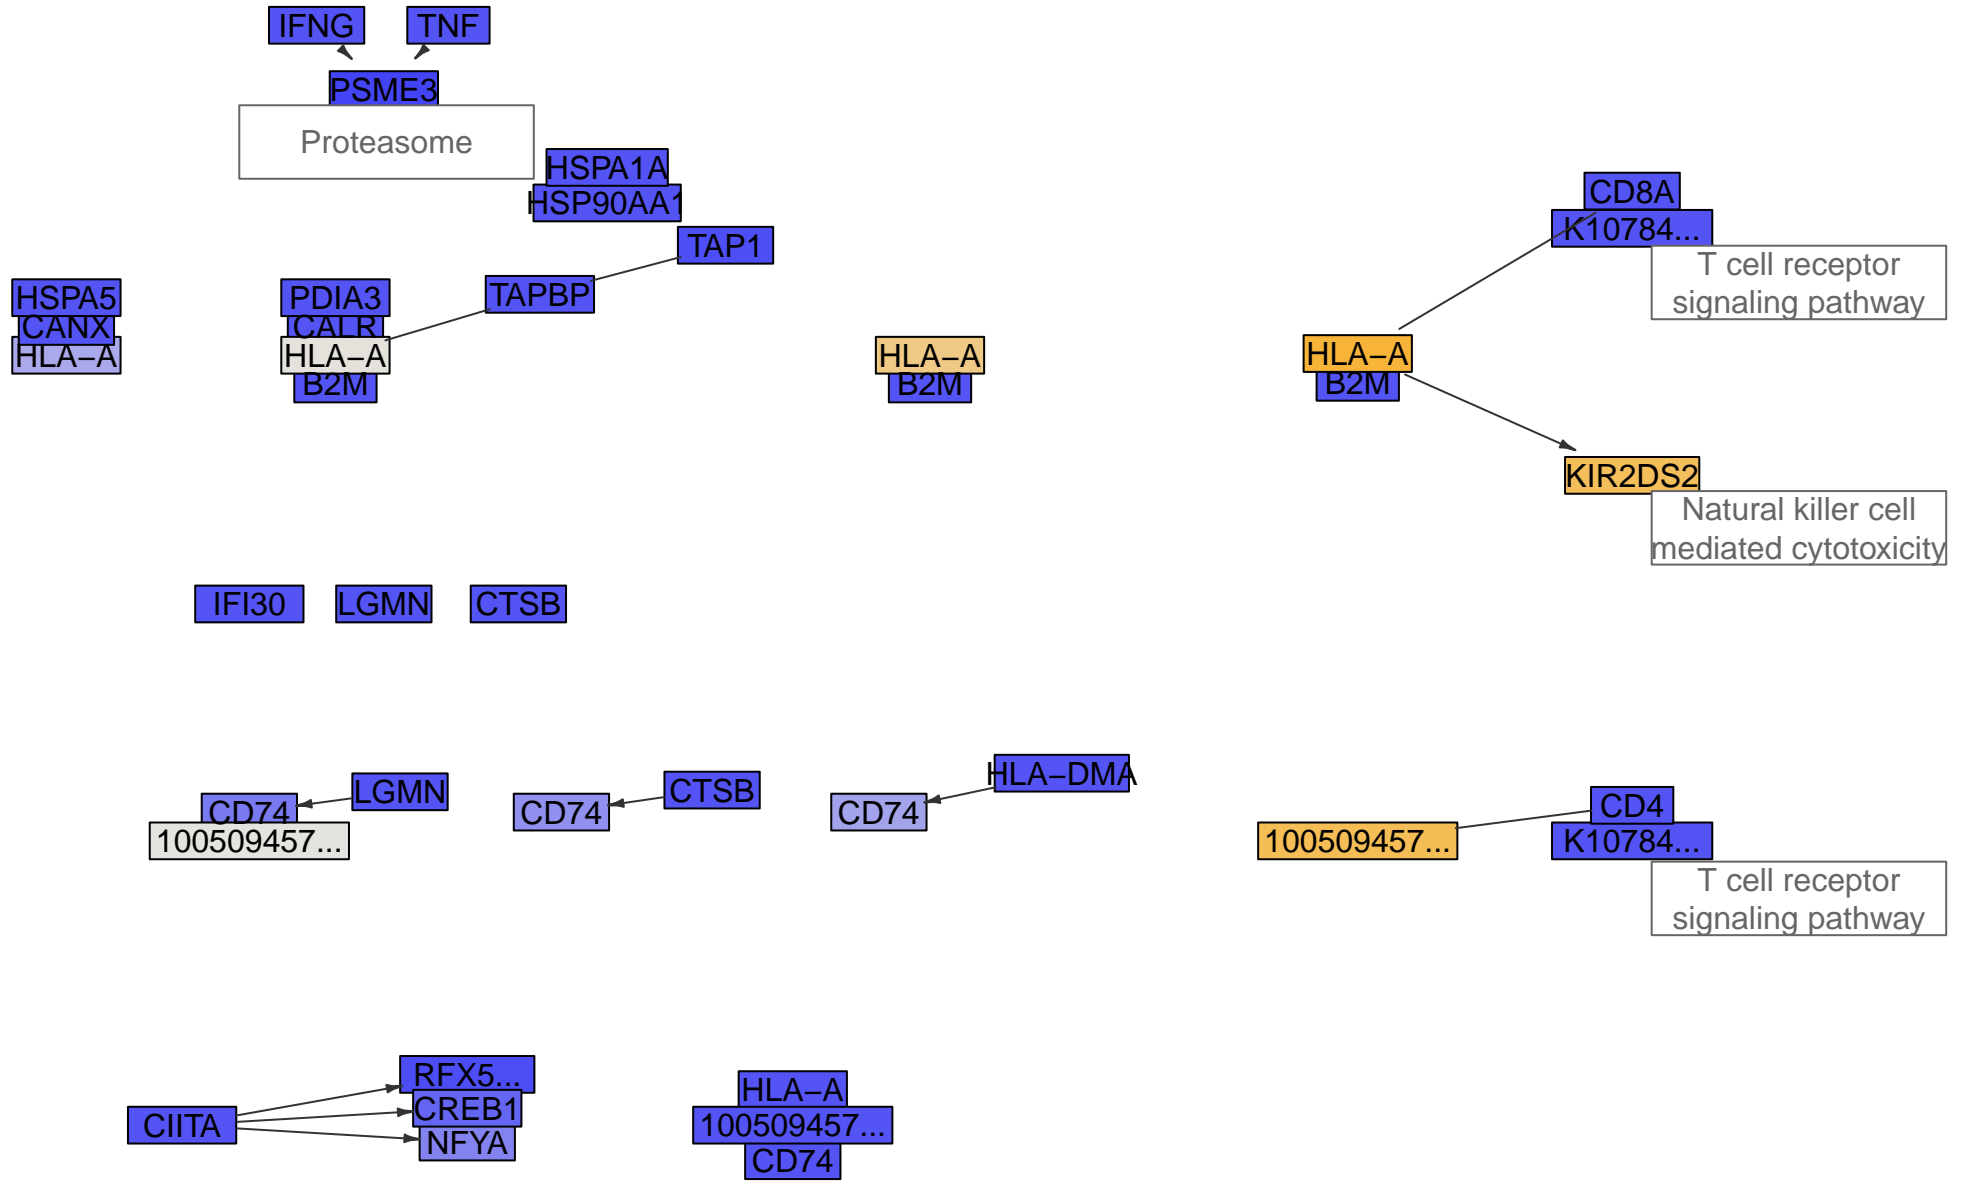 IFNG
TNF
PSME3
Proteasome
HSPA1A
HSP90AA1
TAP1
TAPBP
CD8A
K10784...
T cell receptor
signaling pathway
HSPA5
CANX
HLA−A
PDIA3
CALR
HLA−A
B2M
HLA−A
B2M
HLA−A
B2M
KIR2DS2
Natural killer cell
mediated cytotoxicity
IFI30
LGMN
CTSB
LGMN
CD74
100509457...
CTSB
CD74
HLA−DMA
CD74
100509457...
CD4
K10784...
T cell receptor
signaling pathway
CIITA
RFX5...
CREB1
NFYA
HLA−A
100509457...
CD74